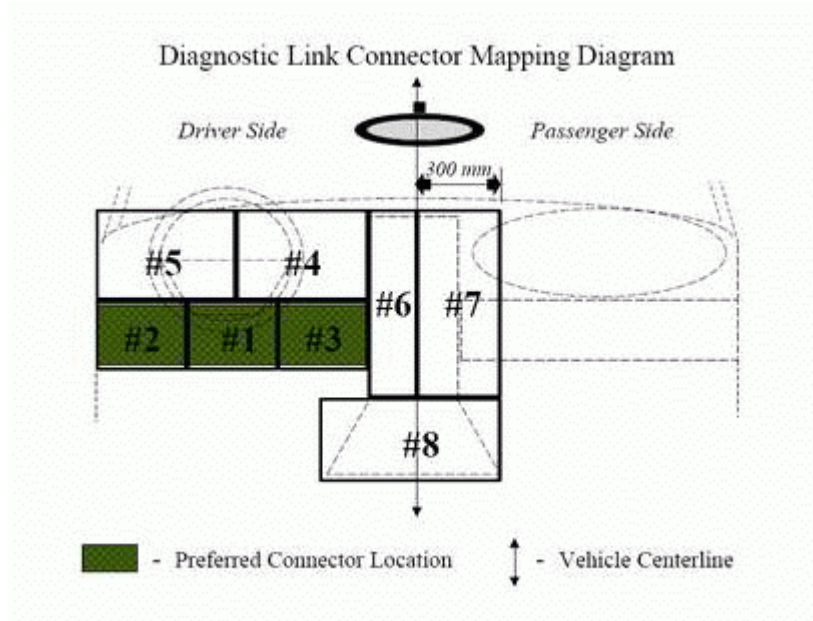 Diagnostic Link Connector Mapping Diagram
Driver Side
Passenger Side
300 mm
#5
#4
#6
#7
#2
#1
#3
#8
- Preferred Connector Location
- Vehicle Centerline